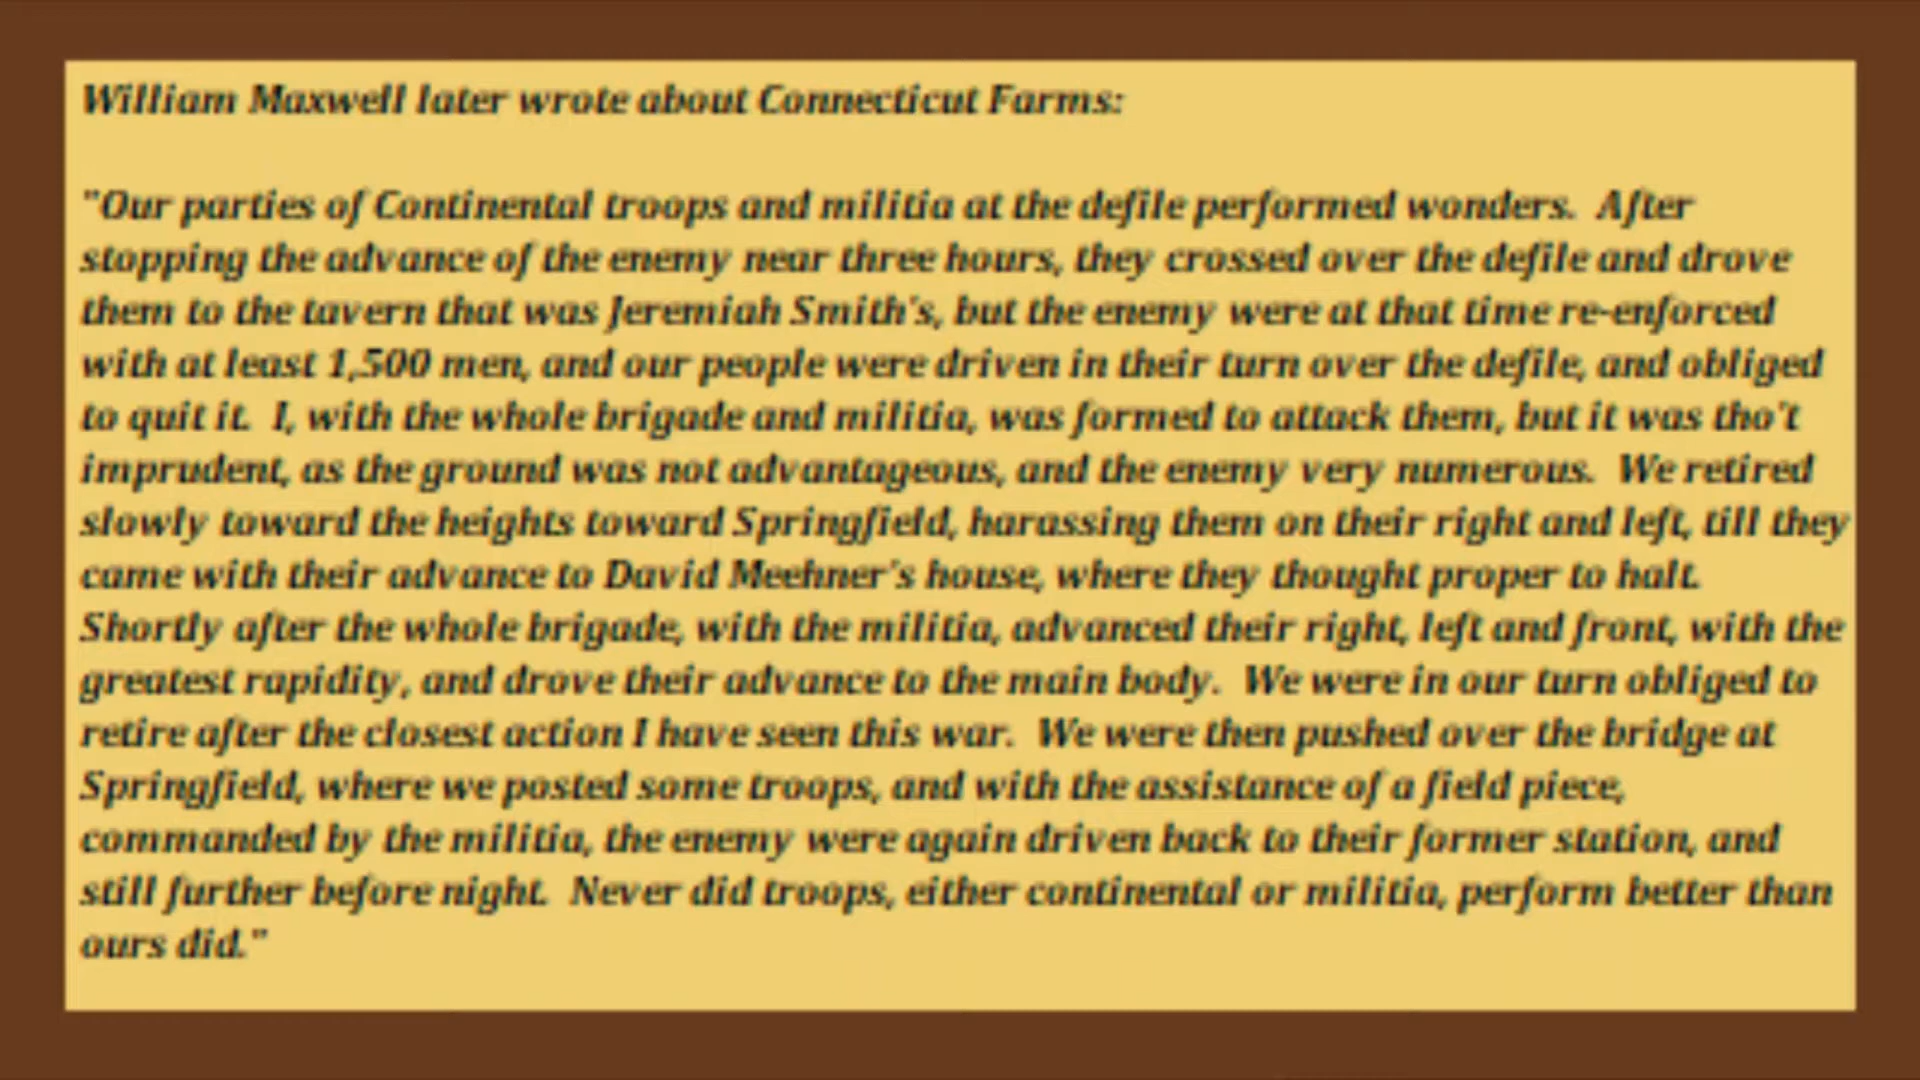 William Maxwell later wrote about Connecticut Farms:
"Our parties of Continental troops and militia at the defile performed wonders.  After
stopping the advance of the enemy near three hours, they crossed over the defile and drove
them to the tavern that was Jeremiah Smith's, but the enemy were at that time re-enforced
with at least 1,500 men, and our people were driven in their turn over the defile, and obliged
to quit it.  I, with the whole brigade and militia, was formed to attack them, but it was tho't
imprudent, as the ground was not advantageous, and the enemy very numerous.  We retired
slowly toward the heights toward Springfield, harassing them on their right and left, till they
came with their advance to David Meehner's house, where they thought proper to halt.
Shortly after the whole brigade, with the militia, advanced their right, left and front, with the
greatest rapidity, and drove their advance to the main body.  We were in our turn obliged to
retire after the closest action I have seen this war.  We were then pushed over the bridge at
Springfield, where we posted some troops, and with the assistance of a field piece,
commanded by the militia, the enemy were again driven back to their former station, and
still further before night.  Never did troops, either continental or militia, perform better than
ours did."